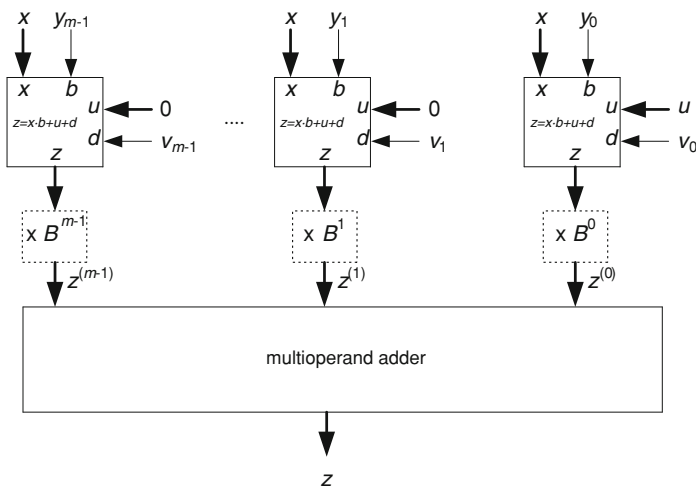 x y_{m-1} x y_1 x y_0
x b x b x b
u 0 u 0 u u
z=x·b+u+d .... z=x·b+u+d z=x·b+u+d
d v_{m-1} d v_1 d v_0
z z z
x B^{m-1} x B^1 x B^0
z^{(m-1)} z^{(1)} z^{(0)}
multioperand adder
z